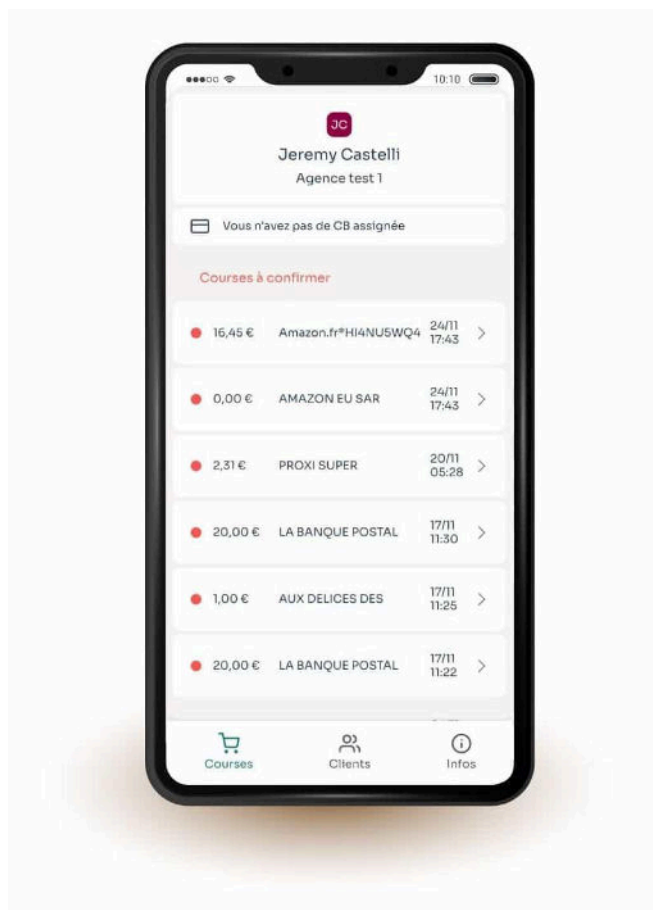 10:10
JC
Jeremy Castelli
Agence test 1
Vous n'avez pas de CB assignée
Courses à confirmer
16,45 € Amazon.fr*HI4NU5WQ4 24/11
17:43
0,00 € AMAZON EU SAR 24/11
17:43
2,31 € PROXI SUPER 20/11
05:28
20,00 € LA BANQUE POSTAL 17/11
11:30
1,00 € AUX DELICES DES 17/11
11:25
20,00 € LA BANQUE POSTAL 17/11
11:22
Courses Clients Infos